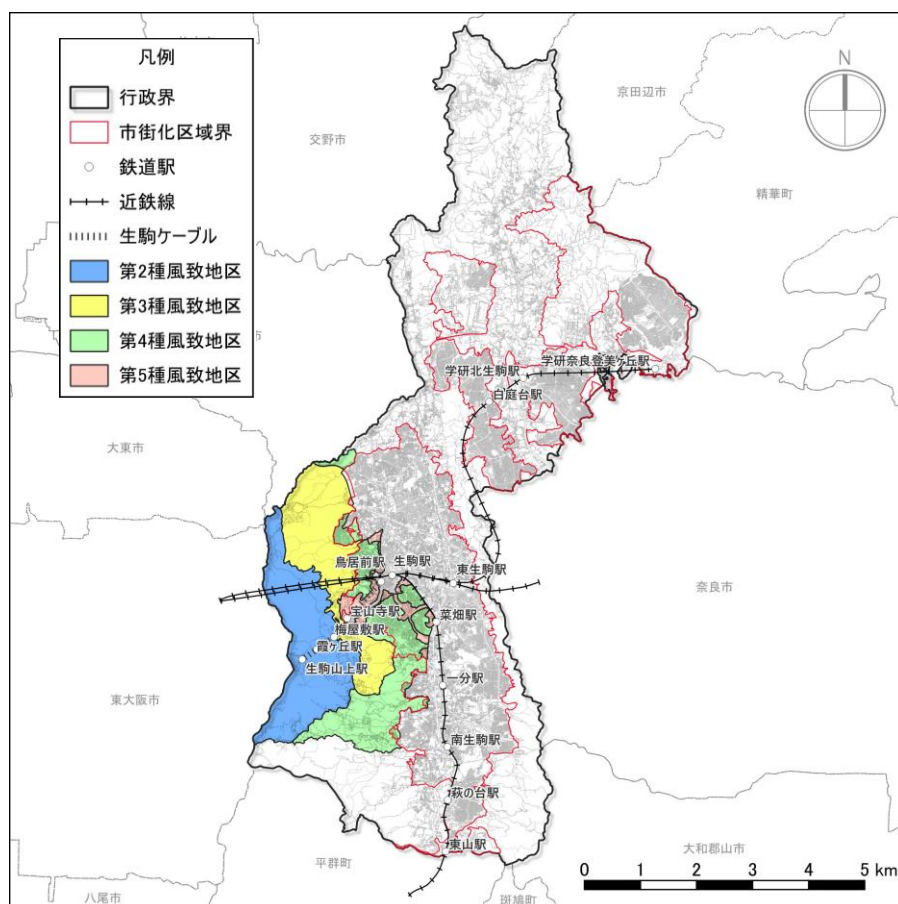 凡例
行政界
市街化区域界
鉄道駅
近鉄線
生駒ケーブル
第2種風致地区
第3種風致地区
第4種風致地区
第5種風致地区
N
京田辺市
交野市
精華町
学研奈良登美ヶ丘駅
学研北生駒駅
白庭台駅
大東市
鳥居前駅
生駒駅
東生駒駅
奈良市
宝山寺駅
菜畑駅
梅屋敷駅
霞ヶ丘駅
生駒山上駅
一分駅
東大阪市
南生駒駅
萩の台駅
東山駅
大和郡山市
平群町
0 1 2 3 4 5 km
八尾市
斑鳩町